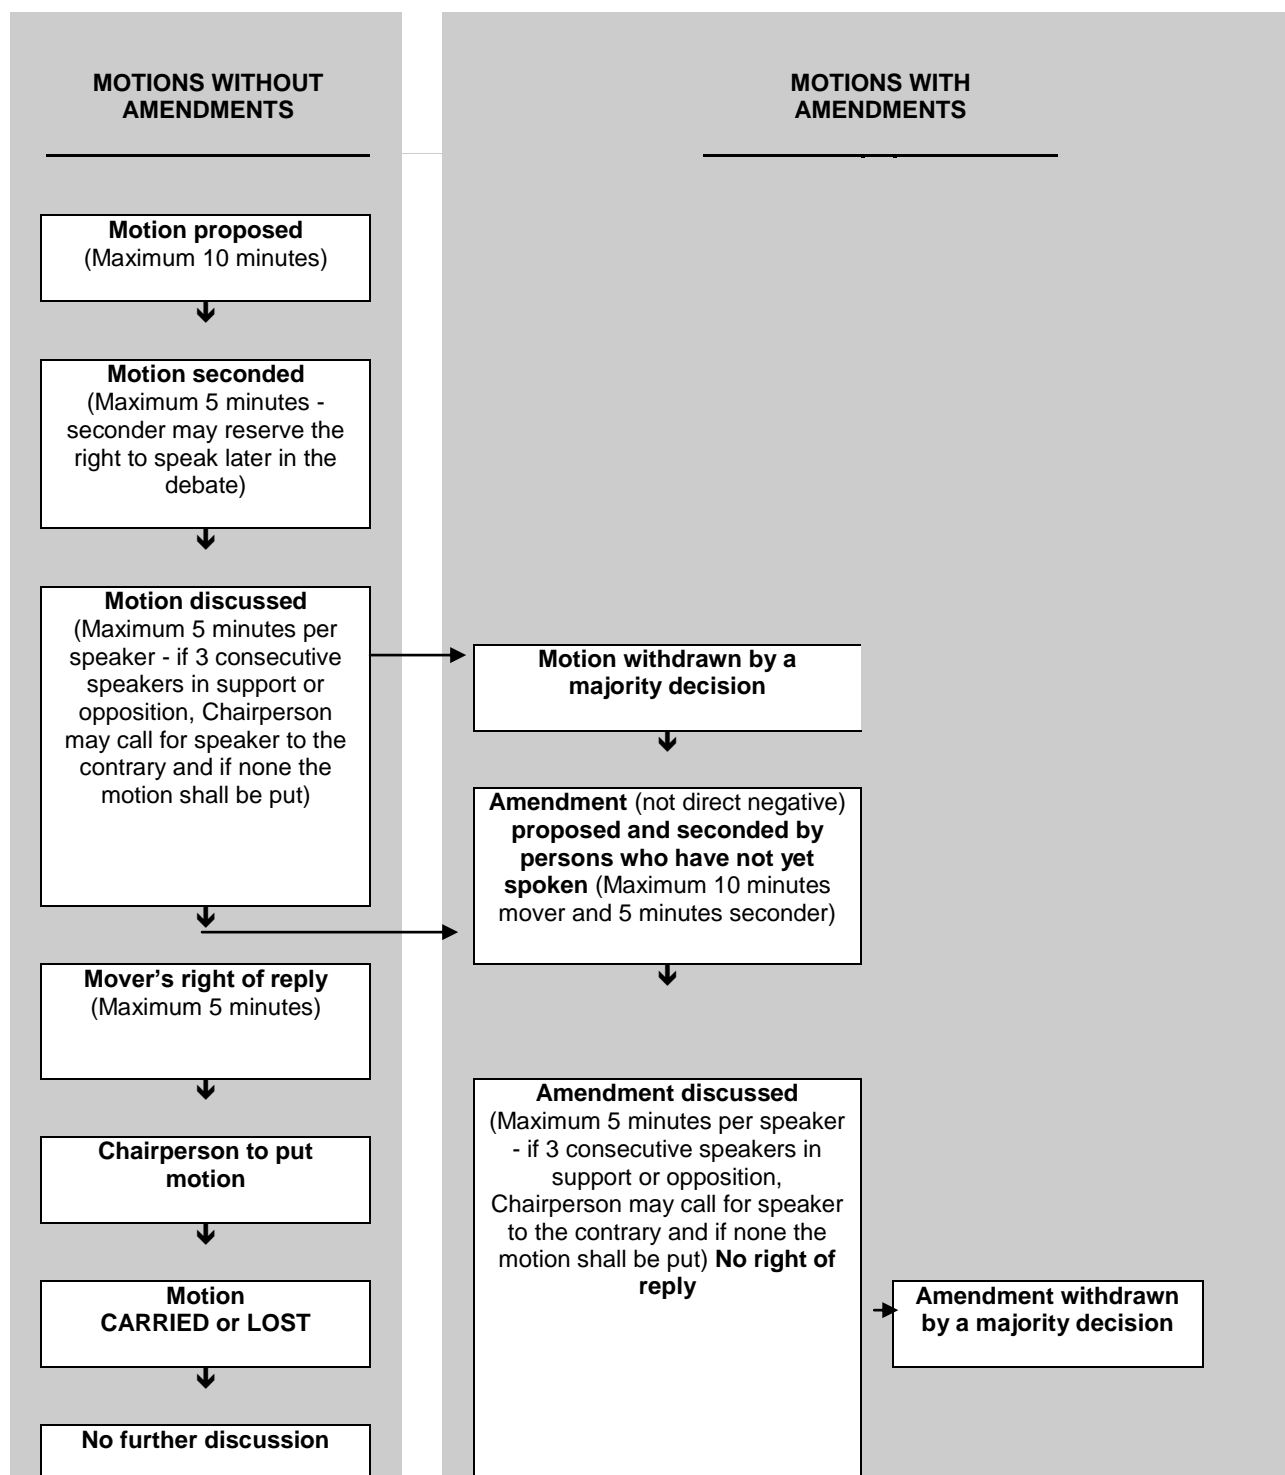 MOTIONS WITHOUT
AMENDMENTS
Motion proposed
(Maximum 10 minutes)
Motion seconded
(Maximum 5 minutes -
seconder may reserve the
right to speak later in the
debate)
Motion discussed
(Maximum 5 minutes per
speaker - if 3 consecutive
speakers in support or
opposition, Chairperson
may call for speaker to the
contrary and if none the
motion shall be put)
Mover’s right of reply
(Maximum 5 minutes)
Chairperson to put
motion
Motion
CARRIED or LOST
No further discussion
MOTIONS WITH
AMENDMENTS
Motion withdrawn by a
majority decision
Amendment (not direct negative)
proposed and seconded by
persons who have not yet
spoken (Maximum 10 minutes
mover and 5 minutes seconder)
Amendment discussed
(Maximum 5 minutes per speaker
- if 3 consecutive speakers in
support or opposition,
Chairperson may call for speaker
to the contrary and if none the
motion shall be put) No right of
reply
Amendment withdrawn
by a majority decision